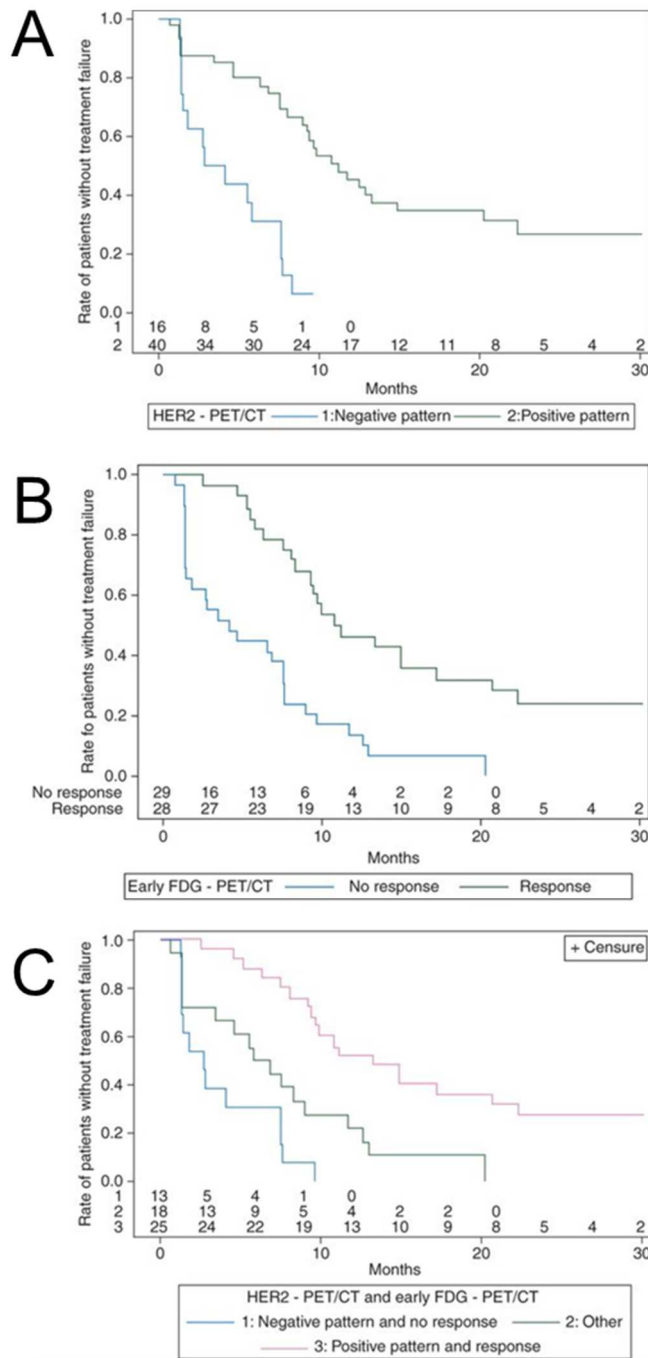 A
Rate of patients without treatment failure
1.0
0.8
0.6
0.4
0.2
0.0
1 16 8 5 1 0
2 40 34 30 24 17 12 11 8 5 4 2
0 10 20 30
Months
HER2 - PET/CT 1:Negative pattern 2:Positive pattern
B
Rate fo patients without treatment failure
1.0
0.8
0.6
0.4
0.2
0.0
No response 29 16 13 6 4 2 2 0
Response 28 27 23 19 13 10 9 8 5 4 2
0 10 20 30
Months
Early FDG - PET/CT No response Response
C
Rate of patients without treatment failure
+ Censure
1.0
0.8
0.6
0.4
0.2
0.0
1 13 5 4 1 0
2 18 13 9 5 4 2 2 0
3 25 24 22 19 13 10 9 8 5 4 2
0 10 20 30
Months
HER2 - PET/CT and early FDG - PET/CT
1: Negative pattern and no response 2: Other
3: Positive pattern and response